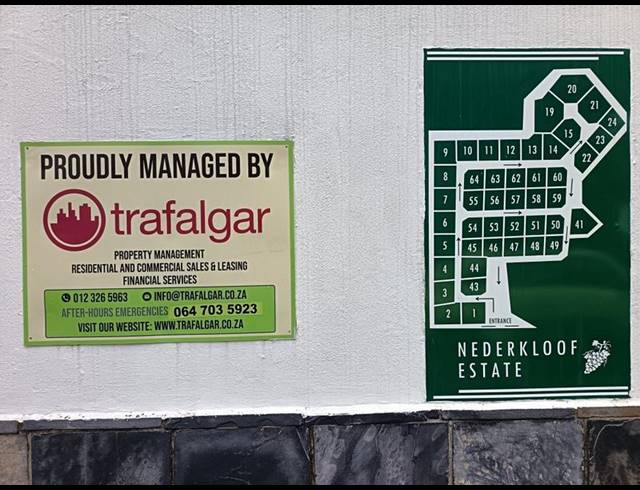 PROUDLY MANAGED BY
trafalgar
PROPERTY MANAGEMENT
RESIDENTIAL AND COMMERCIAL SALES & LEASING
FINANCIAL SERVICES
012 326 5963 INFO@TRAFALGAR.CO.ZA
AFTER-HOURS EMERGENCIES 064 703 5923
VISIT OUR WEBSITE: WWW.TRAFALGAR.CO.ZA
20
19 21
24
15 23
9 10 11 12 13 14 22
8 64 63 62 61 60
7 55 56 57 58 59
6 54 53 52 51 50 41
5 45 46 47 48 49
4 44
3 43
2 1
ENTRANCE
NEDERKLOOF
ESTATE